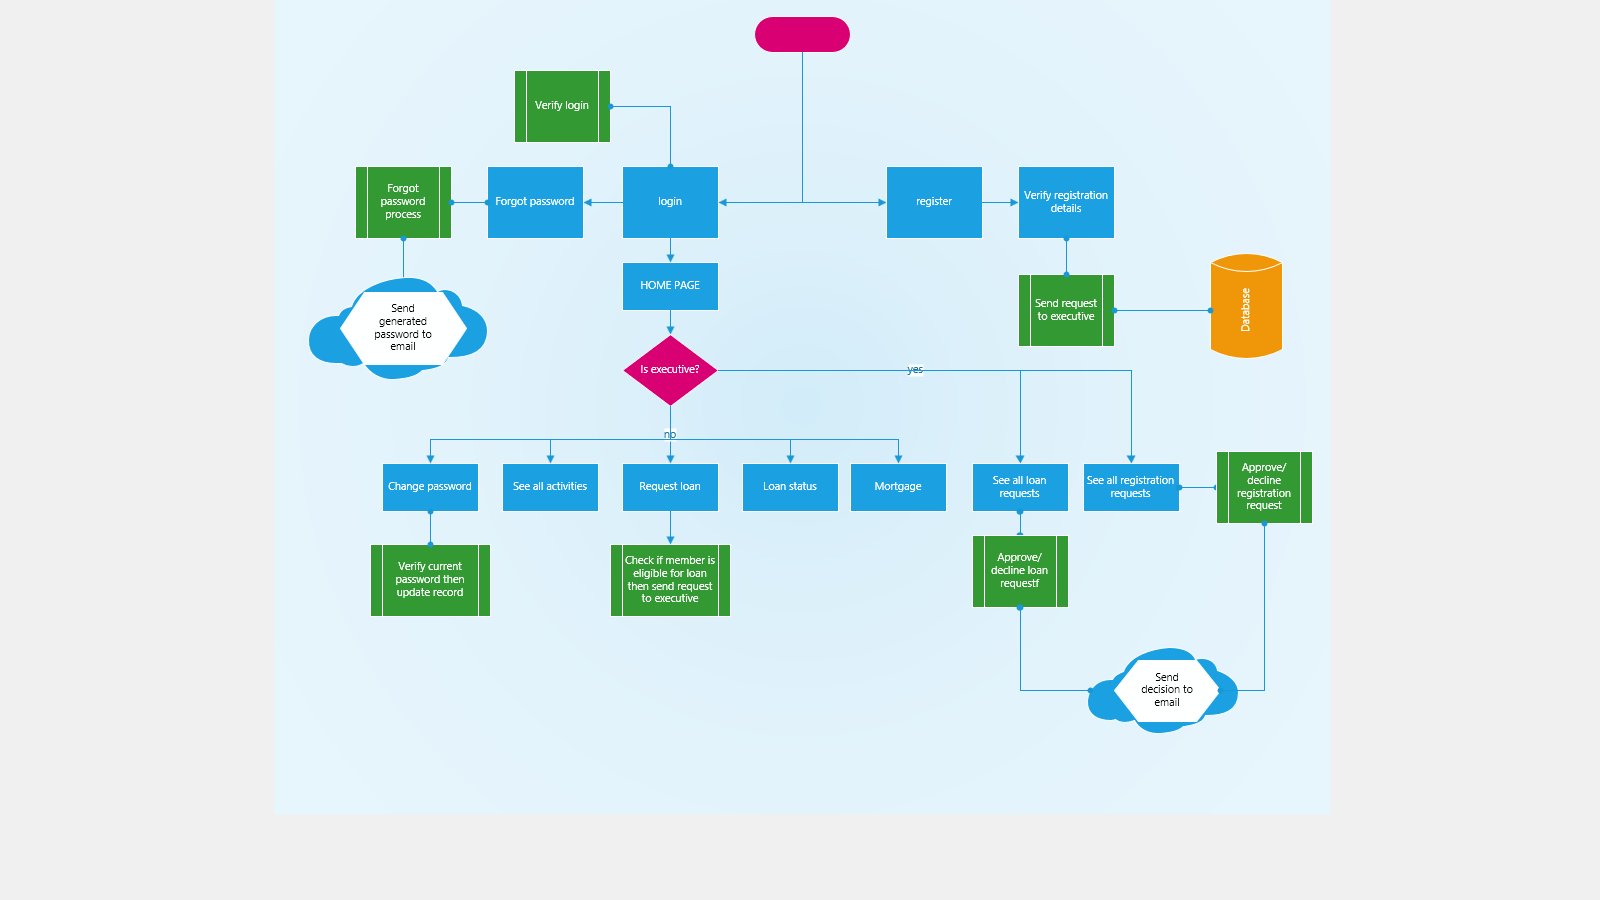 Verify login
Forgot
password
process
Forgot password
login
register
Verify registration
details
HOME PAGE
Send request
to executive
Database
Send
generated
password to
email
Is executive?
yes
no
Change password
See all activities
Request loan
Loan status
Mortgage
See all loan
requests
See all registration
requests
Approve/
decline
registration
request
Verify current
password then
update record
Check if member is
eligible for loan
then send request
to executive
Approve/
decline loan
requestf
Send
decision to
email